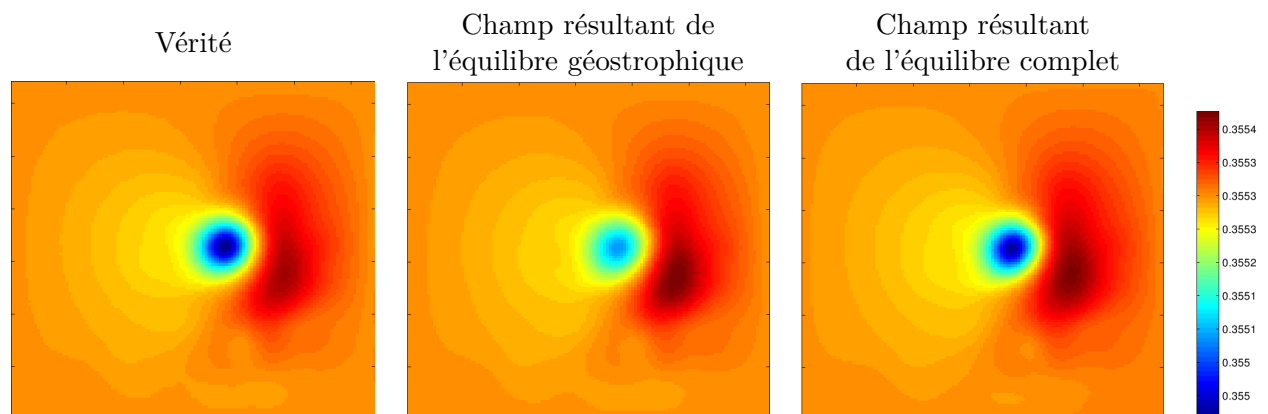 Vérité
Champ résultant de
l'équilibre géostrophique
Champ résultant
de l'équilibre complet
0.3554
0.3553
0.3553
0.3553
0.3552
0.3551
0.3551
0.355
0.355